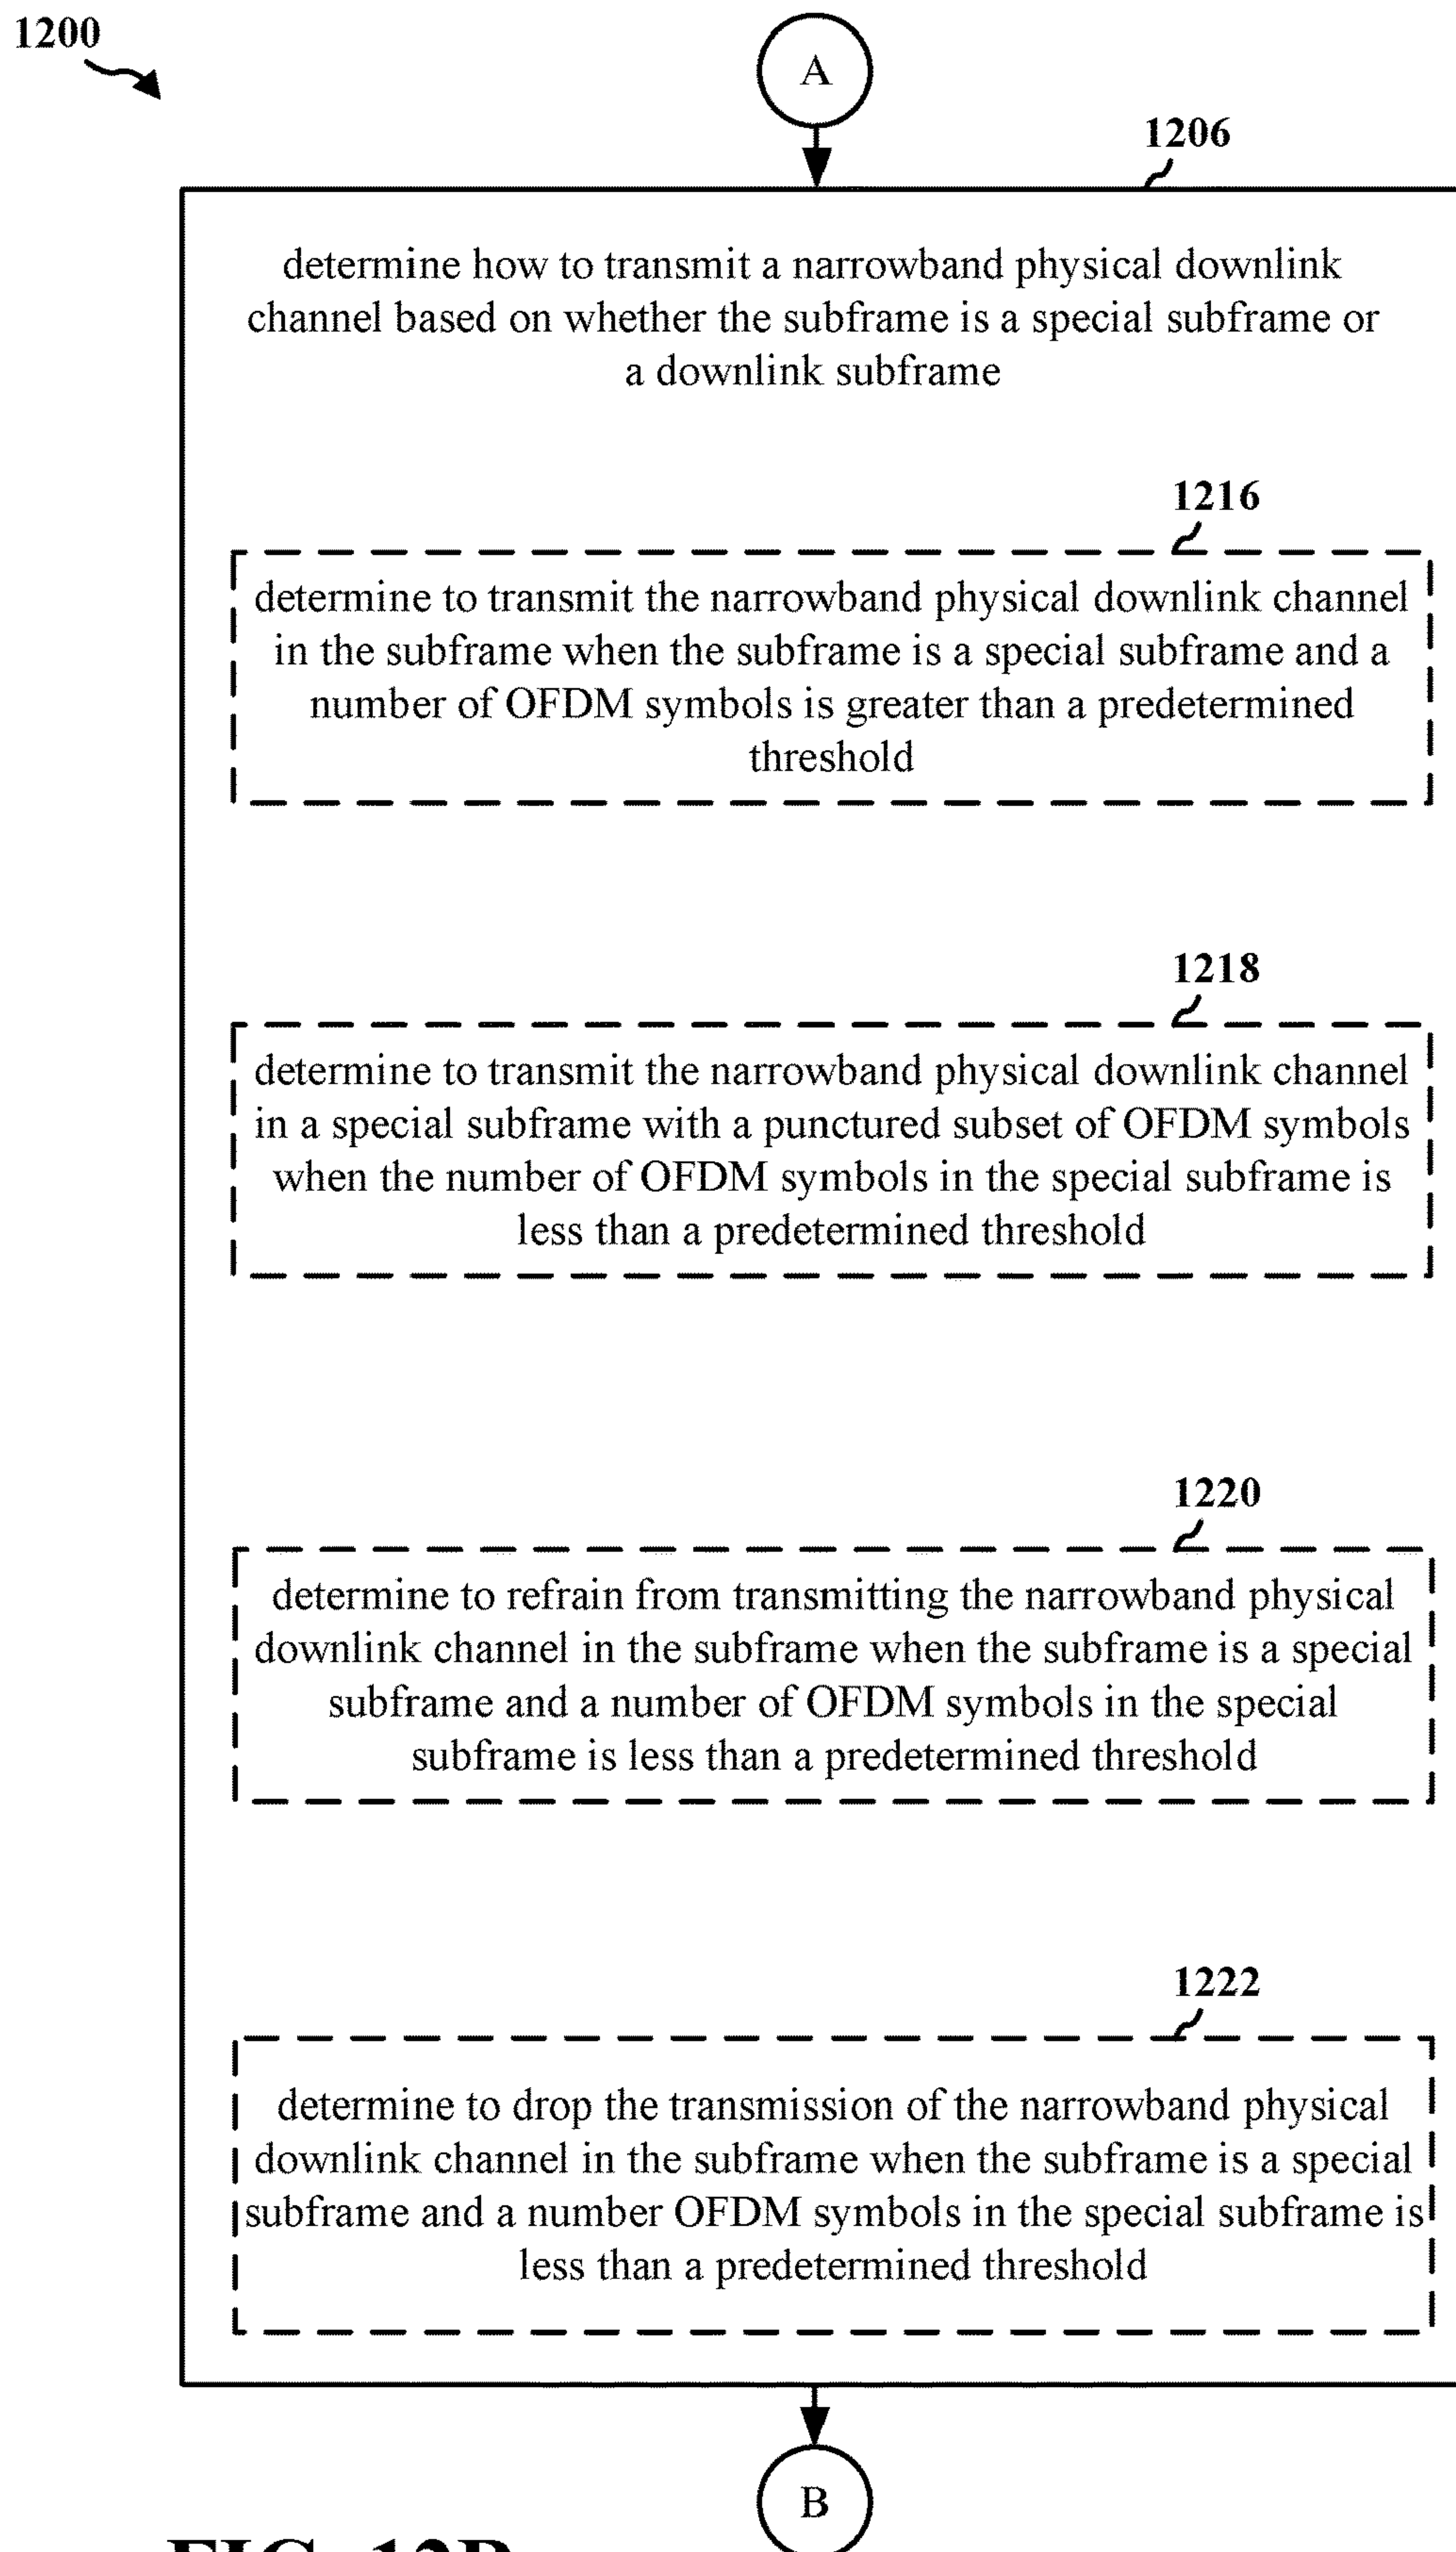 1200
A
1206
determine how to transmit a narrowband physical downlink
channel based on whether the subframe is a special subframe or
a downlink subframe
1216
determine to transmit the narrowband physical downlink channel
in the subframe when the subframe is a special subframe and a
number of OFDM symbols is greater than a predetermined
threshold
1218
determine to transmit the narrowband physical downlink channel
in a special subframe with a punctured subset of OFDM symbols
when the number of OFDM symbols in the special subframe is
less than a predetermined threshold
1220
determine to refrain from transmitting the narrowband physical
downlink channel in the subframe when the subframe is a special
subframe and a number of OFDM symbols in the special
subframe is less than a predetermined threshold
1222
determine to drop the transmission of the narrowband physical
downlink channel in the subframe when the subframe is a special
subframe and a number OFDM symbols in the special subframe is
less than a predetermined threshold
B
FIG. 12B